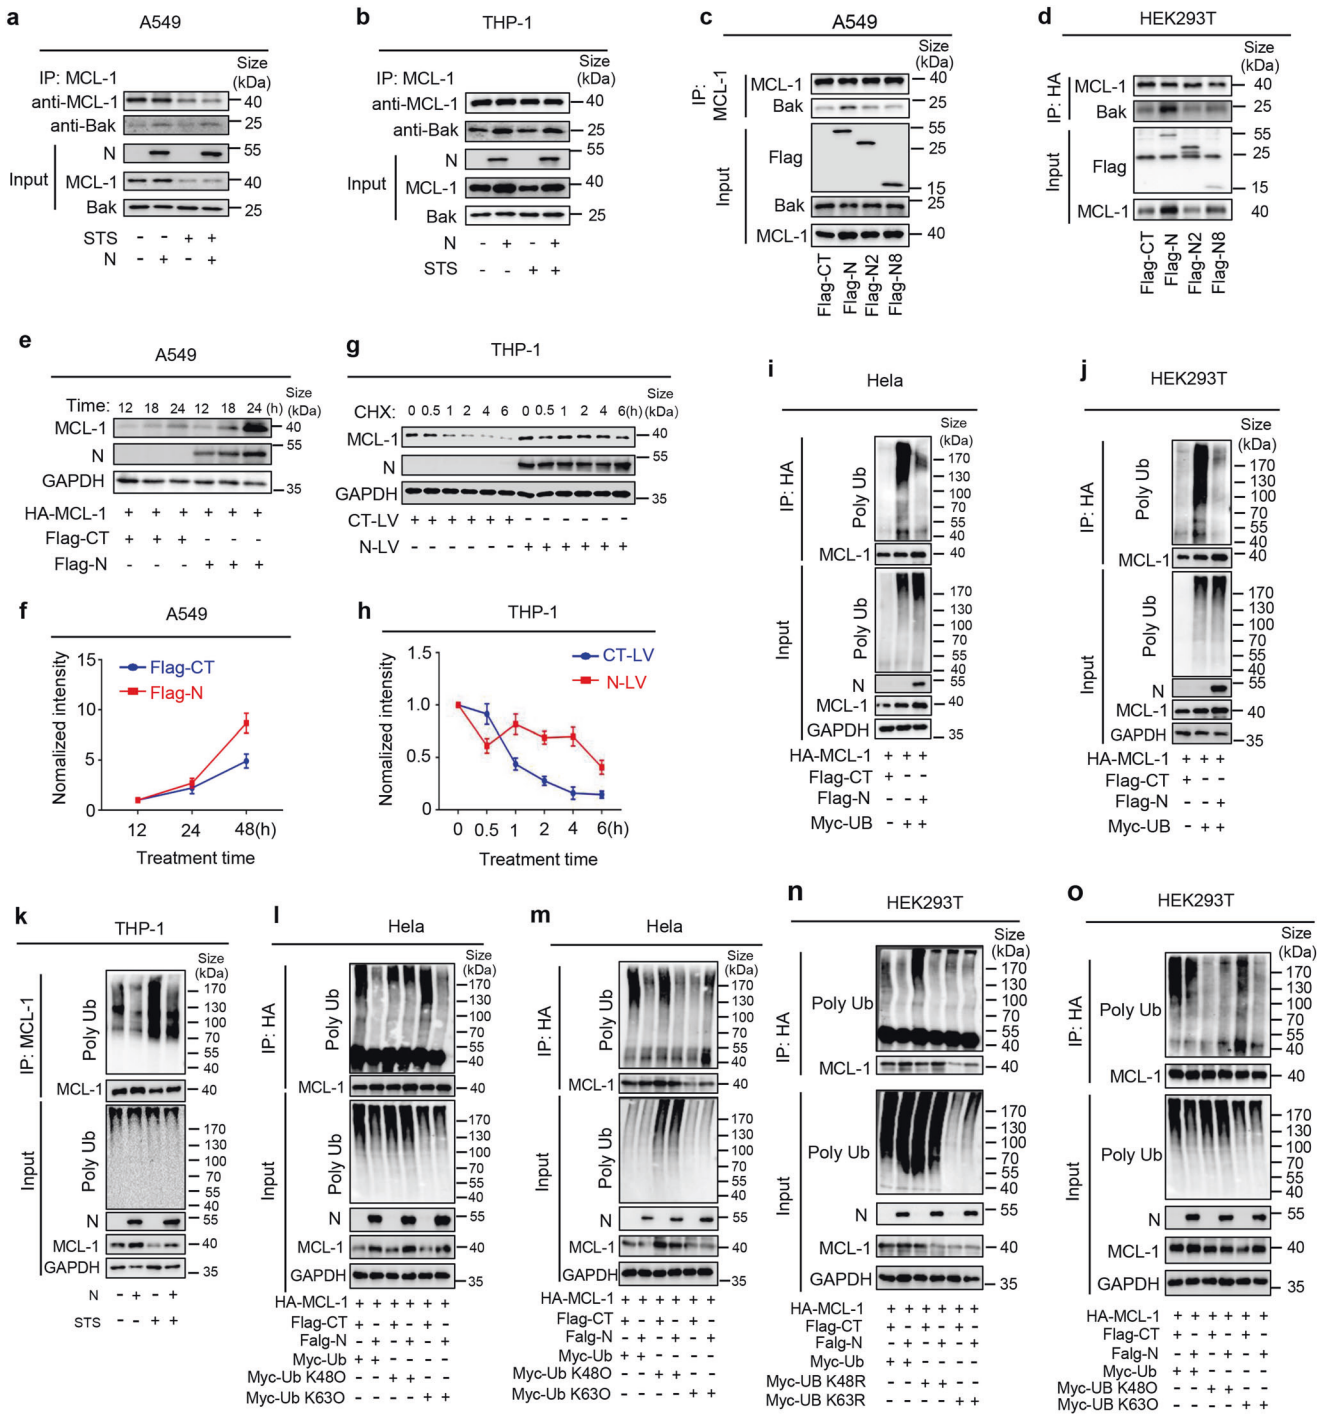 a
A549
Size
(kDa)
IP: MCL-1
anti-MCL-1
40
anti-Bak
25
Input
N
55
MCL-1
40
Bak
25
STS - - + +
N - + - +
b
THP-1
Size
(kDa)
IP: MCL-1
anti-MCL-1
40
anti-Bak
25
Input
N
55
MCL-1
40
Bak
25
N - + - +
STS - - + +
c
A549
Size
(kDa)
IP:
MCL-1
MCL-1
40
Bak
25
Input
Flag
55
25
15
Bak
25
MCL-1
40
Flag-CT
Flag-N
Flag-N2
Flag-N8
d
HEK293T
Size
(kDa)
IP: HA
MCL-1
40
Bak
25
Input
Flag
55
25
15
MCL-1
40
Flag-CT
Flag-N
Flag-N2
Flag-N8
e
A549
Size
(kDa)
Time: 12 18 24 12 18 24 (h)
MCL-1
40
N
55
GAPDH
35
HA-MCL-1 + + + + + +
Flag-CT + + + - - -
Flag-N - - - + + +
g
THP-1
Size
(kDa)
CHX: 0 0.5 1 2 4 6 0 0.5 1 2 4 6(h)
MCL-1
40
N
55
GAPDH
35
CT-LV + + + + + + - - - - - -
N-LV - - - - - - + + + + + +
f
A549
Nomalized intensity
15
10
5
0
Flag-CT
Flag-N
12 24 48(h)
Treatment time
h
THP-1
Nomalized intensity
1.5
1.0
0.5
0
CT-LV
N-LV
0 0.5 1 2 4 6(h)
Treatment time
i
Hela
Size
(kDa)
IP: HA
Poly Ub
170
130
100
70
55
40
MCL-1
40
Input
Poly Ub
170
130
100
70
55
40
N
55
MCL-1
40
GAPDH
35
HA-MCL-1 + + +
Flag-CT + - -
Flag-N - - +
Myc-UB - + +
j
HEK293T
Size
(kDa)
IP: HA
Poly Ub
170
130
100
70
55
40
MCL-1
40
Input
Poly Ub
170
130
100
70
55
40
N
55
MCL-1
40
GAPDH
35
HA-MCL-1 + + +
Flag-CT + - -
Flag-N - - +
Myc-UB - + +
k
THP-1
Size
(kDa)
IP: MCL-1
Poly Ub
170
130
100
70
55
40
MCL-1
40
Input
Poly Ub
170
130
100
70
55
40
N
55
MCL-1
40
GAPDH
35
N - + - +
STS - - + +
l
Hela
Size
(kDa)
IP: HA
Poly Ub
170
130
100
70
55
40
MCL-1
40
Input
Poly Ub
170
130
100
70
55
40
N
55
MCL-1
40
GAPDH
35
HA-MCL-1 + + + + + +
Flag-CT + - + - + -
Falg-N - + - + - +
Myc-Ub + + - - - -
Myc-Ub K48O - - + + - -
Myc-Ub K63O - - - - + +
m
Hela
Size
(kDa)
IP: HA
Poly Ub
170
130
100
70
55
40
MCL-1
40
Input
Poly Ub
170
130
100
70
55
40
N
55
MCL-1
40
GAPDH
35
HA-MCL-1 + + + + + +
Flag-CT + - + - + -
Falg-N - + - + - +
Myc-Ub + + - - - -
Myc-Ub K48O - - + + - -
Myc-Ub K63O - - - - + +
n
HEK293T
Size
(kDa)
IP: HA
Poly Ub
170
130
100
70
55
40
MCL-1
40
Input
Poly Ub
170
130
100
70
55
40
N
55
MCL-1
40
GAPDH
35
HA-MCL-1 + + + + + +
Flag-CT + - + - + -
Falg-N - + - + - +
Myc-Ub + + - - - -
Myc-UB K48R - - + + - -
Myc-UB K63R - - - - + +
o
HEK293T
Size
(kDa)
IP: HA
Poly Ub
170
130
100
70
55
40
MCL-1
40
Input
Poly Ub
170
130
100
70
55
40
N
55
MCL-1
40
GAPDH
35
HA-MCL-1 + + + + + +
Flag-CT + - + - + -
Falg-N - + - + - +
Myc-Ub + + - - - -
Myc-UB K48O - - + + - -
Myc-UB K63O - - - - + +